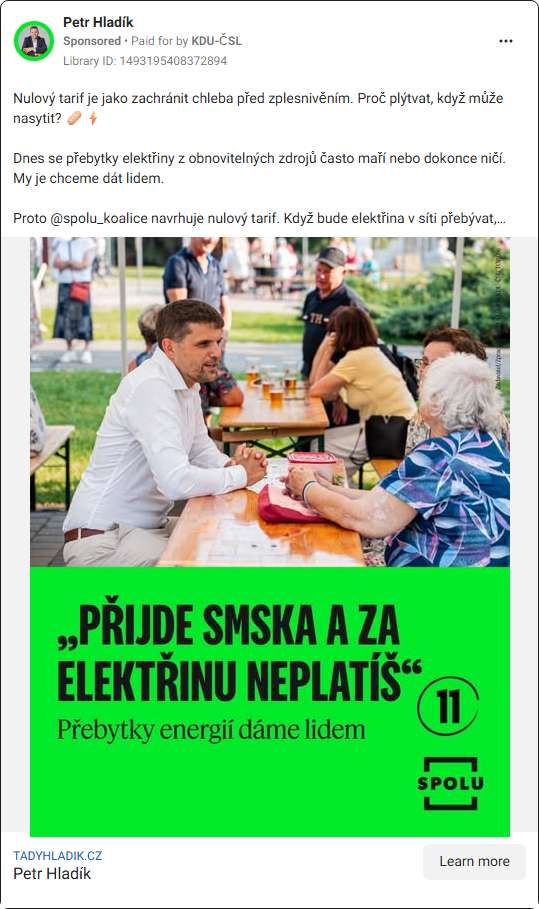 Petr Hladík
Sponsored • Paid for by KDU-ČSL
Library ID: 1493195408372894
Nulový tarif je jako zachránit chleba před zplesnivěním. Proč plýtvat, když může
nasytit? 🥖⚡
Dnes se přebytky elektřiny z obnovitelných zdrojů často maří nebo dokonce ničí.
My je chceme dát lidem.
Proto @spolu_koalice navrhuje nulový tarif. Když bude elektřina v síti přebývat,...
TH
„PŘIJDE SMSKA A ZA
ELEKTŘINU NEPLATÍŠ“
Přebytky energií dáme lidem
11
SPOLU
TADYHLADIK.CZ
Petr Hladík
Learn more